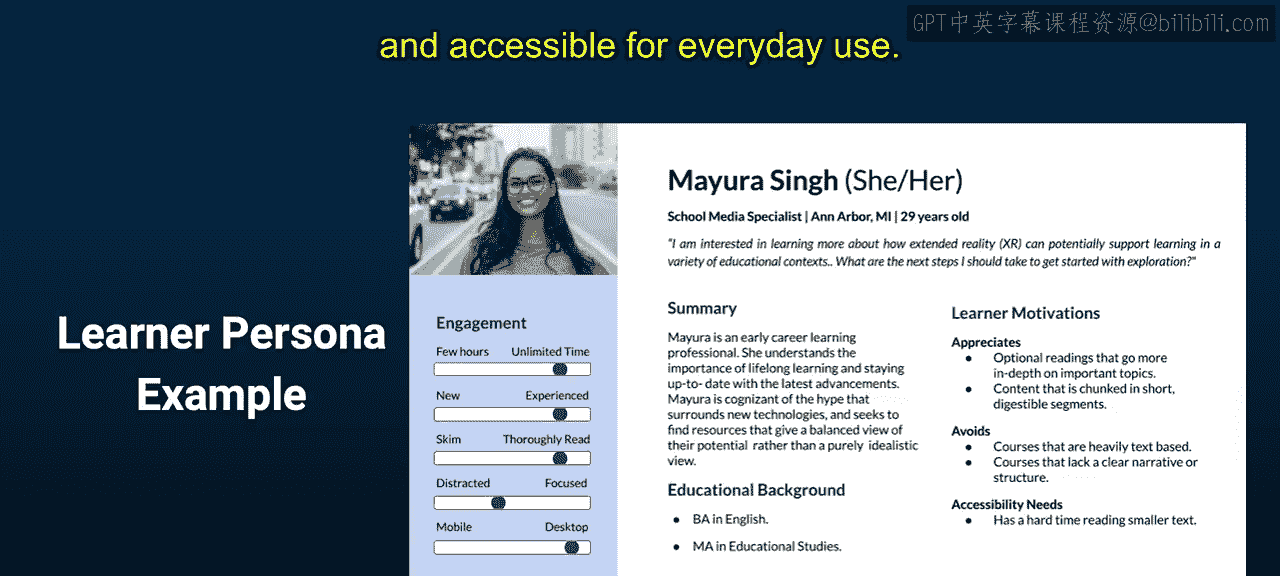 GPT中英字幕课程资源@bilibili.com
and accessible for everyday use.
Learner Persona
Example
Engagement
Few hours Unlimited Time
New Experienced
Skim Thoroughly Read
Distracted Focused
Mobile Desktop
Mayura Singh (She/Her)
School Media Specialist | Ann Arbor, MI | 29 years old
"I am interested in learning more about how extended reality (XR) can potentially support learning in a
variety of educational contexts.. What are the next steps I should take to get started with exploration?"
Summary
Mayura is an early career learning
professional. She understands the
importance of lifelong learning and staying
up-to- date with the latest advancements.
Mayura is cognizant of the hype that
surrounds new technologies, and seeks to
find resources that give a balanced view of
their potential rather than a purely idealistic
view.
Educational Background
• BA in English.
• MA in Educational Studies.
Learner Motivations
Appreciates
• Optional readings that go more
in-depth on important topics.
• Content that is chunked in short,
digestible segments.
Avoids
• Courses that are heavily text based.
• Courses that lack a clear narrative or
structure.
Accessibility Needs
• Has a hard time reading smaller text.